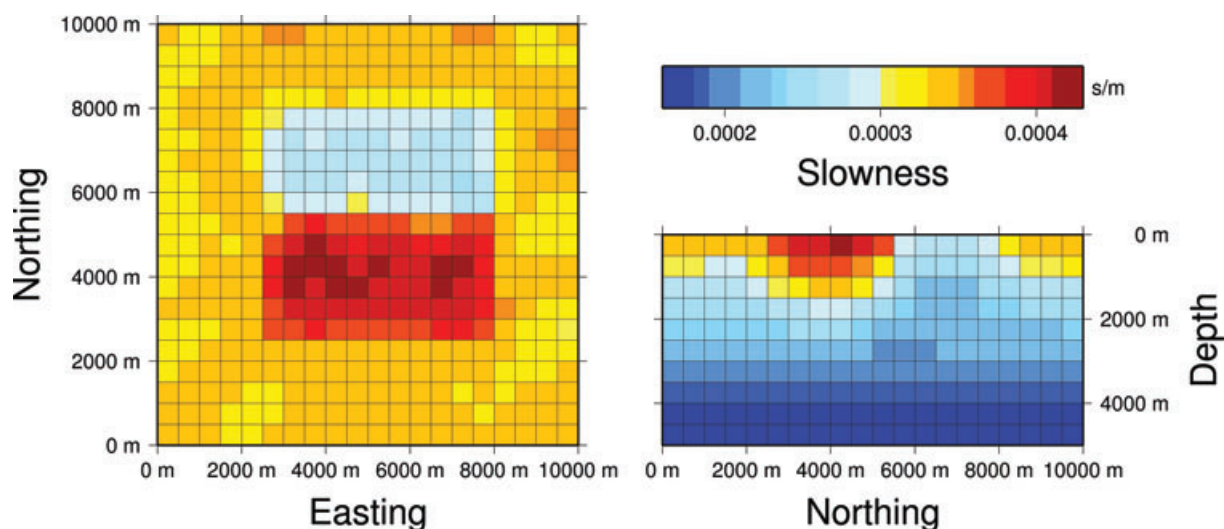 10000 m
8000 m
6000 m
4000 m
2000 m
0 m
Northing
0 m 2000 m 4000 m 6000 m 8000 m 10000 m
Easting
s/m
0.0002 0.0003 0.0004
Slowness
0 m
2000 m
4000 m
Depth
0 m 2000 m 4000 m 6000 m 8000 m 10000 m
Northing